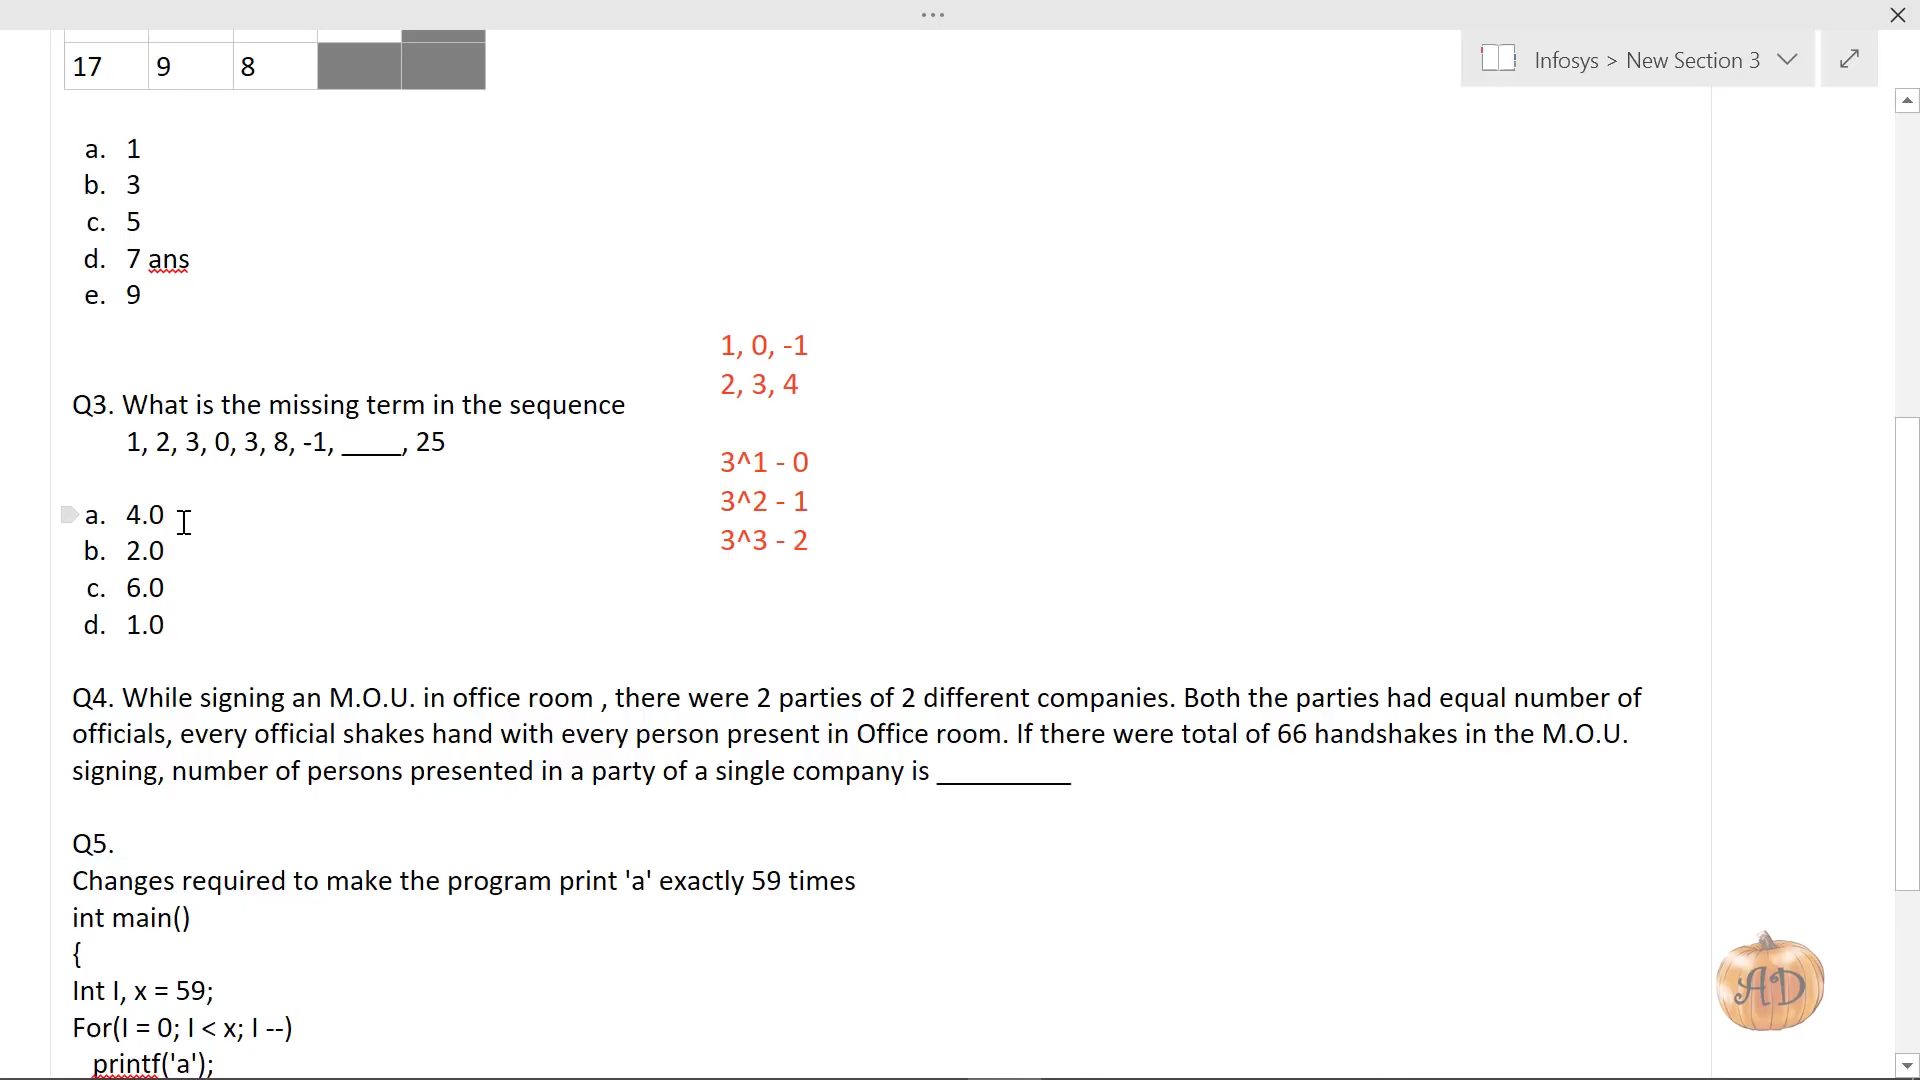 ...
17 9 8
Infosys > New Section 3
a. 1
b. 3
c. 5
d. 7 ans
e. 9
1, 0, -1
2, 3, 4
Q3. What is the missing term in the sequence
1, 2, 3, 0, 3, 8, -1, ____, 25
3^1 - 0
3^2 - 1
3^3 - 2
a. 4.0
b. 2.0
c. 6.0
d. 1.0
Q4. While signing an M.O.U. in office room , there were 2 parties of 2 different companies. Both the parties had equal number of
officials, every official shakes hand with every person present in Office room. If there were total of 66 handshakes in the M.O.U.
signing, number of persons presented in a party of a single company is _________
Q5.
Changes required to make the program print 'a' exactly 59 times
int main()
{
Int I, x = 59;
For(I = 0; I < x; I --)
printf('a');
AD